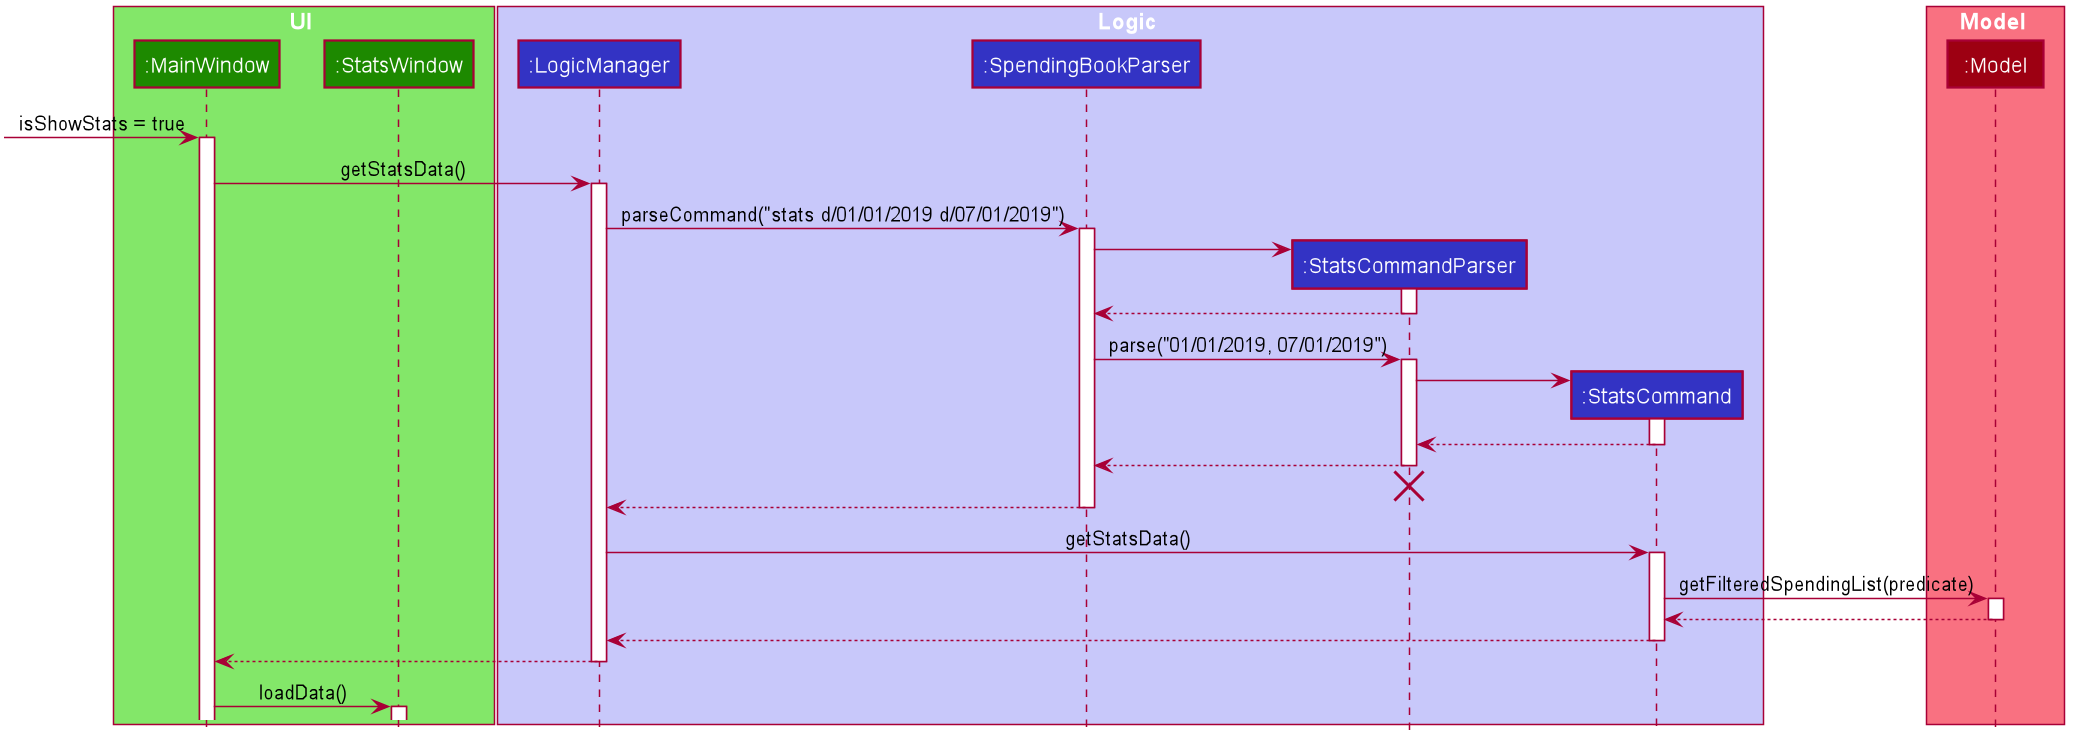 UI
Logic
Model
:MainWindow
:StatsWindow
:LogicManager
:SpendingBookParser
:Model
isShowStats = true
getStatsData()
parseCommand("stats d/01/01/2019 d/07/01/2019")
:StatsCommandParser
parse("01/01/2019, 07/01/2019")
:StatsCommand
getStatsData()
getFilteredSpendingList(predicate)
loadData()